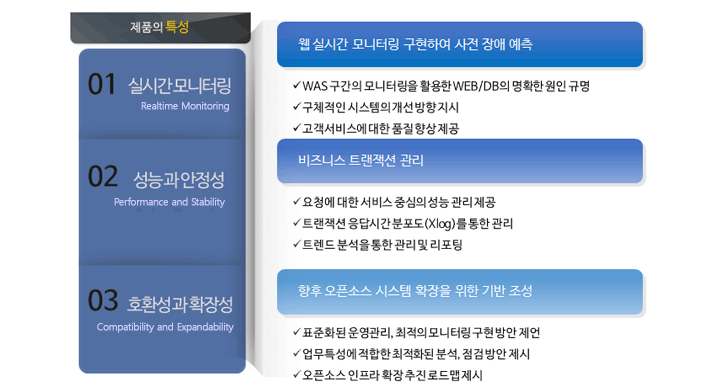 제품의 특성
01 실시간 모니터링
Realtime Monitoring
웹 실시간 모니터링 구현하여 사전 장애 예측
✓WAS 구간의 모니터링을 활용한 WEB/DB의 명확한 원인 규명
✓구체적인 시스템의 개선 방향 지시
✓고객서비스에 대한 품질 향상 제공
02 성능과 안정성
Performance and Stability
비즈니스 트랜잭션 관리
✓요청에 대한 서비스 중심의 성능 관리 제공
✓트랜잭션 응답시간 분포도(Xlog)를 통한 관리
✓트렌드 분석을 통한 관리 및 리포팅
03 호환성과 확장성
Compatibility and Expandability
향후 오픈소스 시스템 확장을 위한 기반 조성
✓표준화된 운영관리, 최적의 모니터링 구현 방안 제언
✓업무특성에 적합한 최적화된 분석, 점검 방안 제시
✓오픈소스 인프라 확장 추진 로드맵 제시